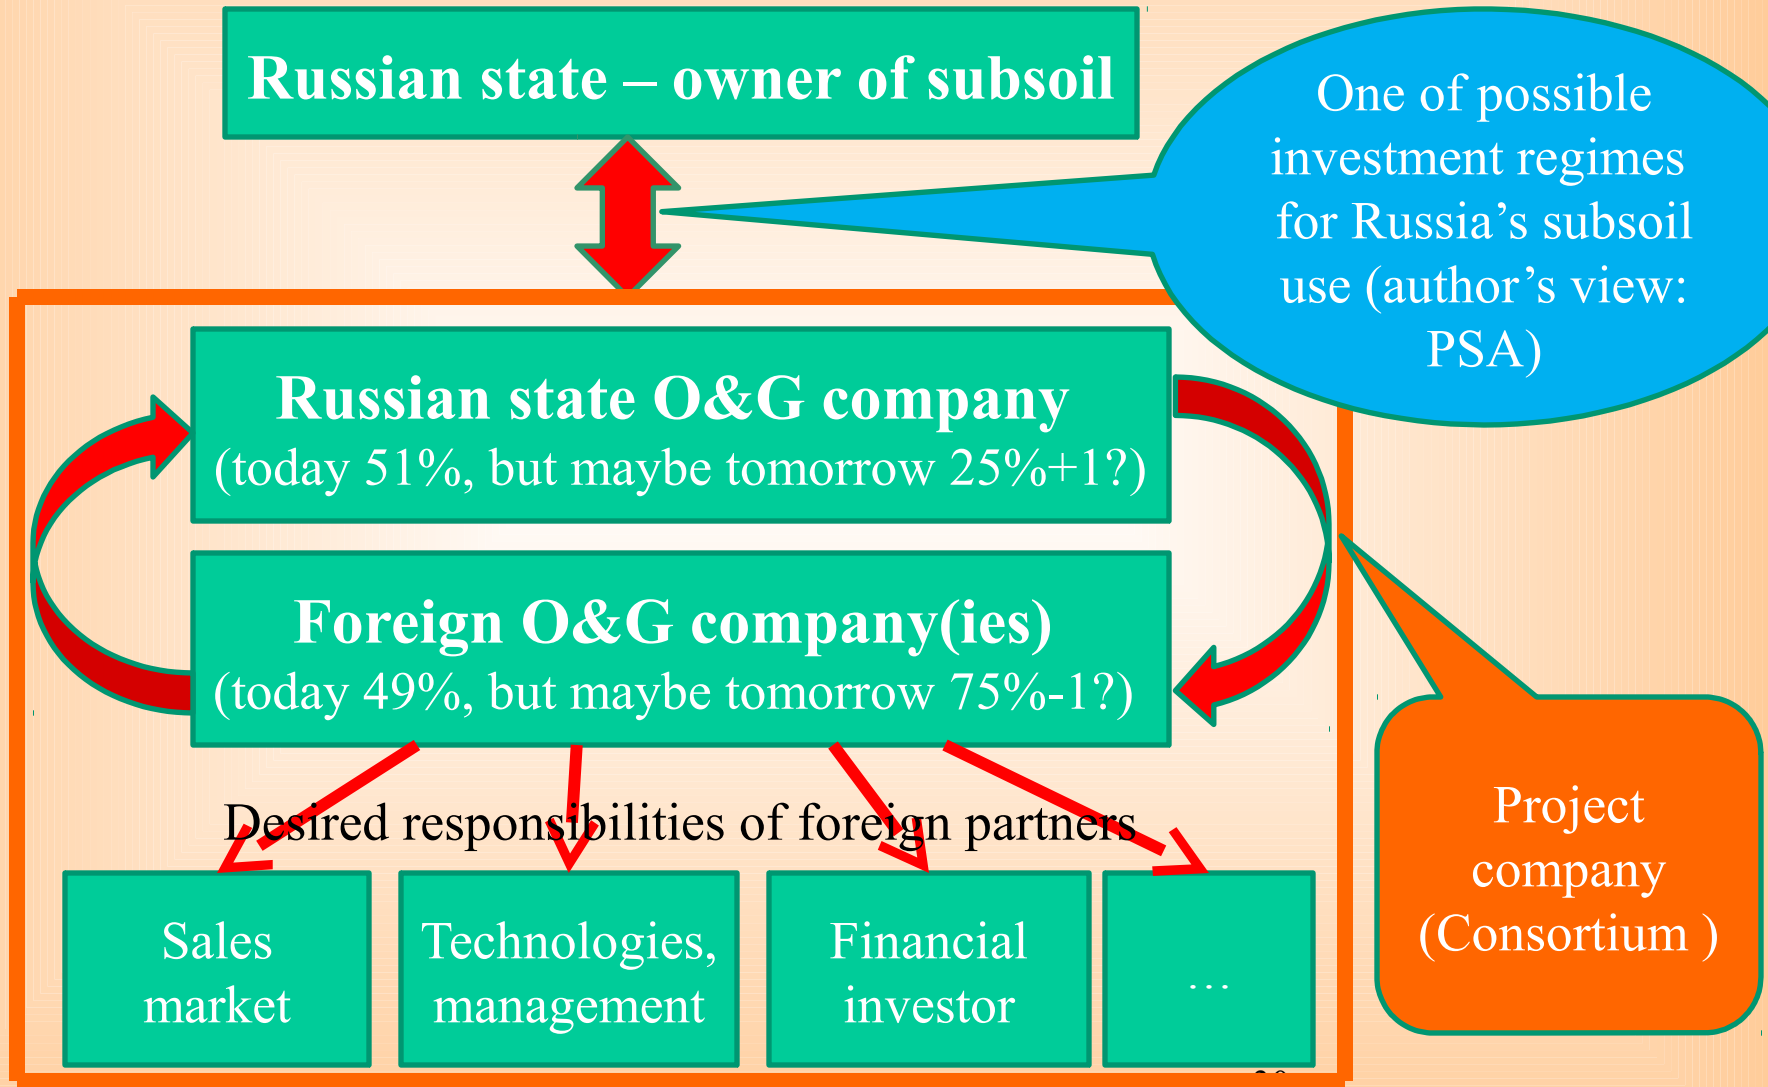 Russian state – owner of subsoil
One of possible
investment regimes
for Russia’s subsoil
use (author’s view:
PSA)
Russian state O&G company
(today 51%, but maybe tomorrow 25%+1?)
Foreign O&G company(ies)
(today 49%, but maybe tomorrow 75%-1?)
Desired responsibilities of foreign partners
Sales
market
Technologies,
management
Financial
investor
…
Project
company
(Consortium )